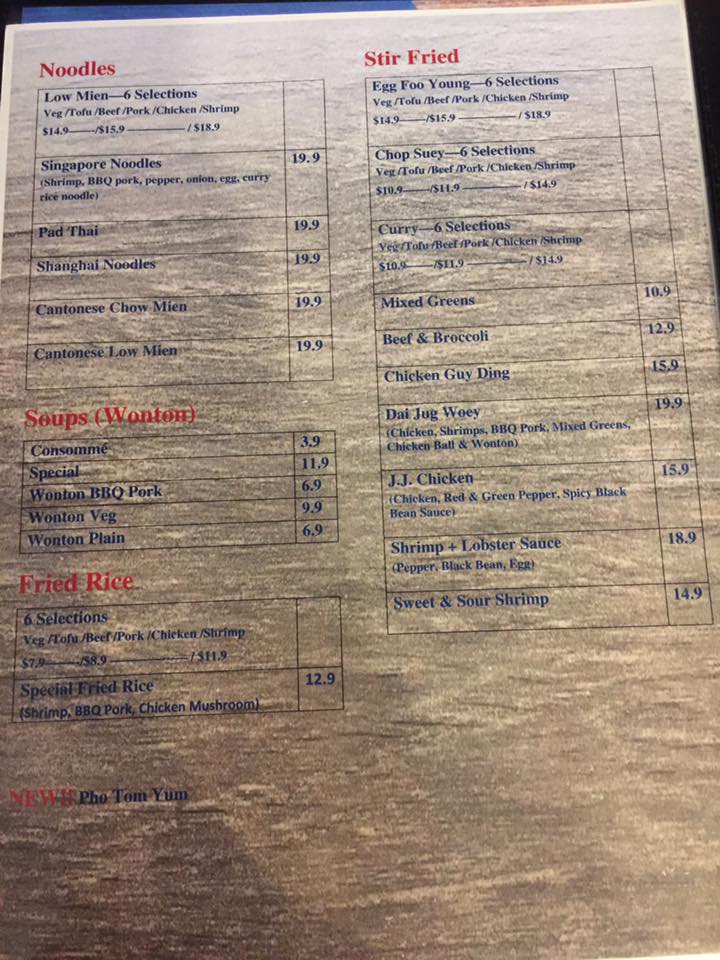 Noodles
Low Mien—6 Selections
Veg /Tofu /Beef /Pork /Chicken /Shrimp
$14.9——/$15.9 ————— / $18.9
Singapore Noodles 19.9
(Shrimp, BBQ pork, pepper, onion, egg, curry
rice noodle)
Pad Thai 19.9
Shanghai Noodles 19.9
Cantonese Chow Mien 19.9
Cantonese Low Mien 19.9
Soups (Wonton)
Consommé 3.9
Special 11.9
Wonton BBQ Pork 6.9
Wonton Veg 9.9
Wonton Plain 6.9
Fried Rice
6 Selections
Veg /Tofu /Beef /Pork /Chicken /Shrimp
$7.9——/$8.9 —————— / $11.9
Special Fried Rice 12.9
(Shrimp, BBQ Pork, Chicken Mushroom)
NEW!! Pho Tom Yum
Stir Fried
Egg Foo Young—6 Selections
Veg /Tofu /Beef /Pork /Chicken /Shrimp
$14.9——/$15.9 ————— / $18.9
Chop Suey—6 Selections
Veg /Tofu /Beef /Pork /Chicken /Shrimp
$10.9——/$11.9 ————— / $14.9
Curry—6 Selections
Veg /Tofu /Beef /Pork /Chicken /Shrimp
$10.9——/$11.9 ————— / $14.9
Mixed Greens 10.9
Beef & Broccoli 12.9
Chicken Guy Ding 15.9
Dai Jug Woey 19.9
(Chicken, Shrimps, BBQ Pork, Mixed Greens,
Chicken Ball & Wonton)
J.J. Chicken 15.9
(Chicken, Red & Green Pepper, Spicy Black
Bean Sauce)
Shrimp + Lobster Sauce 18.9
(Pepper, Black Bean, Egg)
Sweet & Sour Shrimp 14.9